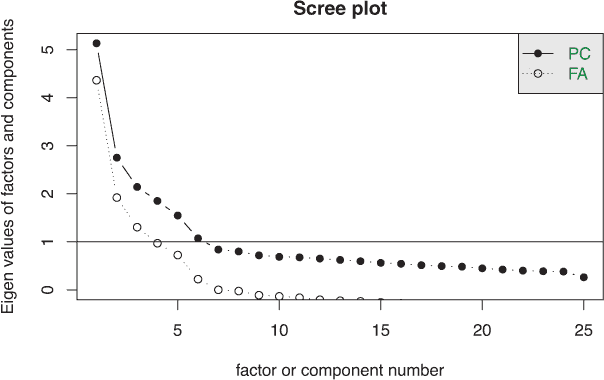 Scree plot
Eigen values of factors and components
5
4
3
2
1
0
PC
FA
5
10
15
20
25
factor or component number